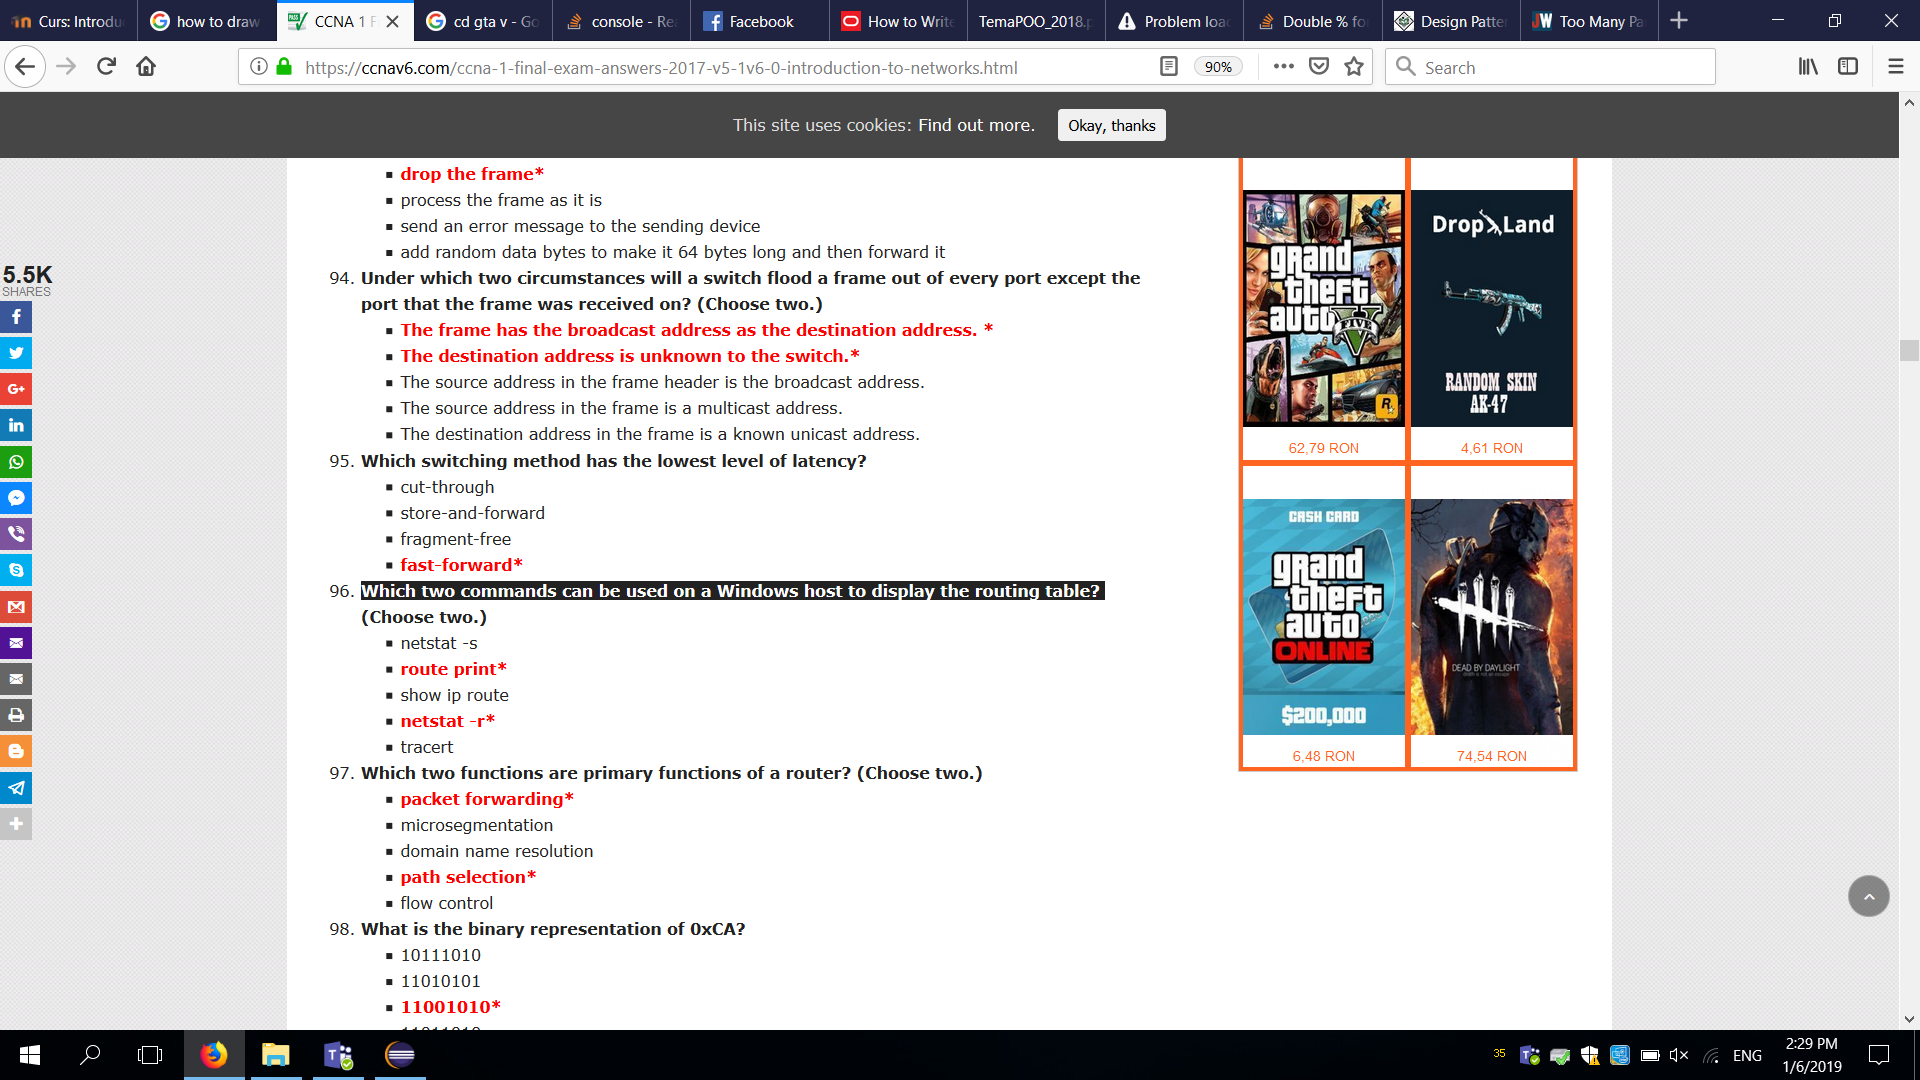 Curs: Introdu
how to draw
CCNA 1 F
cd gta v - Go
console - Re
Facebook
How to Write
TemaPOO_2018.p
Problem loa
Double % fo
Design Patte
Too Many Pa
https://ccnav6.com/ccna-1-final-exam-answers-2017-v5-1v6-0-introduction-to-networks.html
90%
Search
This site uses cookies: Find out more.
Okay, thanks
5.5K
SHARES
drop the frame*
process the frame as it is
send an error message to the sending device
add random data bytes to make it 64 bytes long and then forward it
94. Under which two circumstances will a switch flood a frame out of every port except the
port that the frame was received on? (Choose two.)
The frame has the broadcast address as the destination address. *
The destination address is unknown to the switch.*
The source address in the frame header is the broadcast address.
The source address in the frame is a multicast address.
The destination address in the frame is a known unicast address.
95. Which switching method has the lowest level of latency?
cut-through
store-and-forward
fragment-free
fast-forward*
96. Which two commands can be used on a Windows host to display the routing table?
(Choose two.)
netstat -s
route print*
show ip route
netstat -r*
tracert
97. Which two functions are primary functions of a router? (Choose two.)
packet forwarding*
microsegmentation
domain name resolution
path selection*
flow control
98. What is the binary representation of 0xCA?
10111010
11010101
11001010*
grand
theft
auto
FIVE
62,79 RON
Drop Land
RANDOM SKIN
AK-47
4,61 RON
CASH CARD
grand
theft
auto
ONLINE
$200,000
6,48 RON
DEAD BY DAYLIGHT
74,54 RON
35
ENG
2:29 PM
1/6/2019